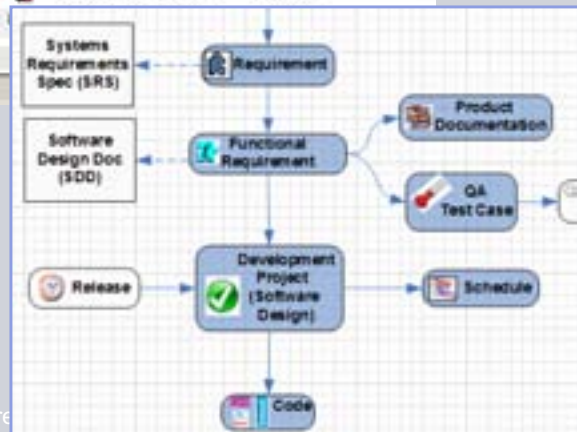 Systems
Requirements
Spec (SRS)
Requirement
Software
Design Doc
(SDD)
Functional
Requirement
Product
Documentation
QA
Test Case
Release
Development
Project
(Software
Design)
Schedule
Code